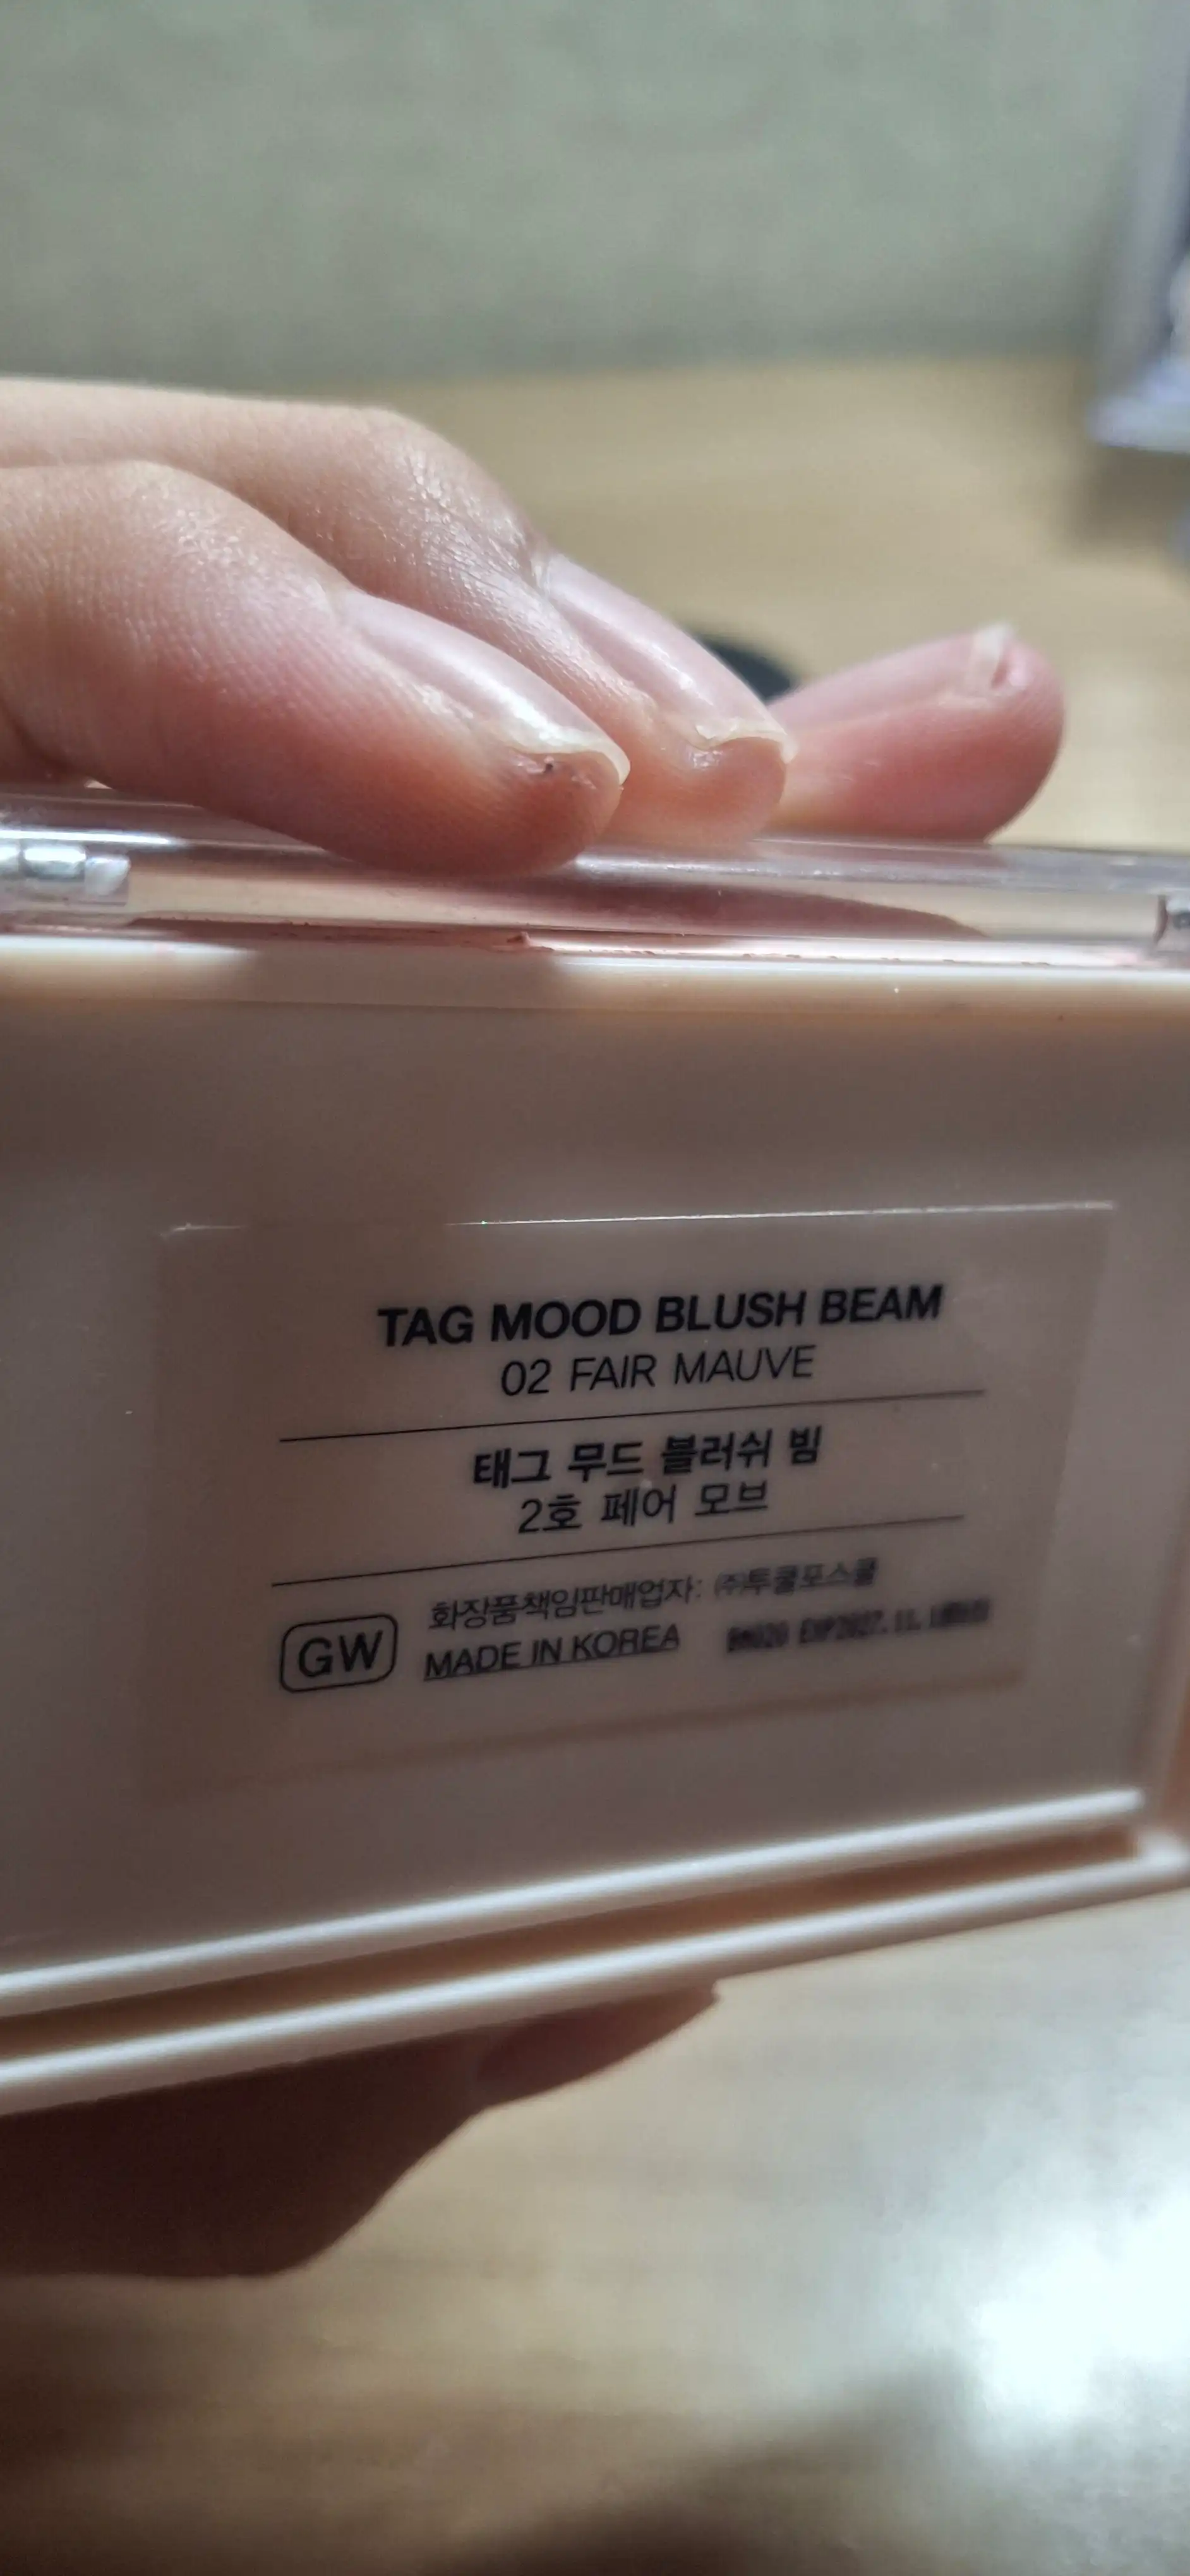 TAG MOOD BLUSH BEAM
02 FAIR MAUVE
태그 무드 블러쉬 빔
2호 페어 모브
화장품책임판매업자: ㈜투쿨포스쿨
GW
MADE IN KOREA